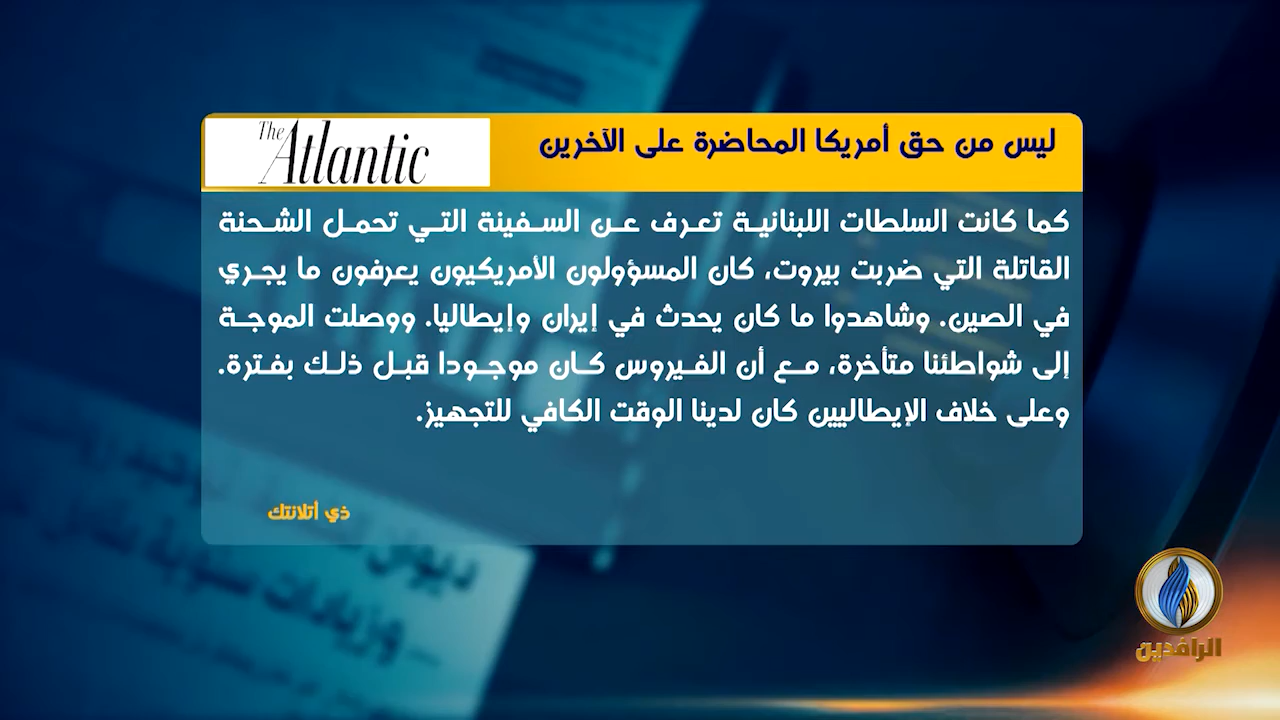 ليس من حق أمريكا المحاضرة على الآخرين
The Atlantic
كما كانت السلطات اللبنانية تعرف عن السفينة التي تحمل الشحنة
القاتلة التي ضربت بيروت، كان المسؤولون الأمريكيون يعرفون ما يجري
في الصين. وشاهدوا ما كان يحدث في إيران وإيطاليا. ووصلت الموجة
إلى شواطئنا متأخرة، مع أن الفيروس كان موجودا قبل ذلك بفترة.
وعلى خلاف الإيطاليين كان لدينا الوقت الكافي للتجهيز.
ذي أتلانتك
الرافدين